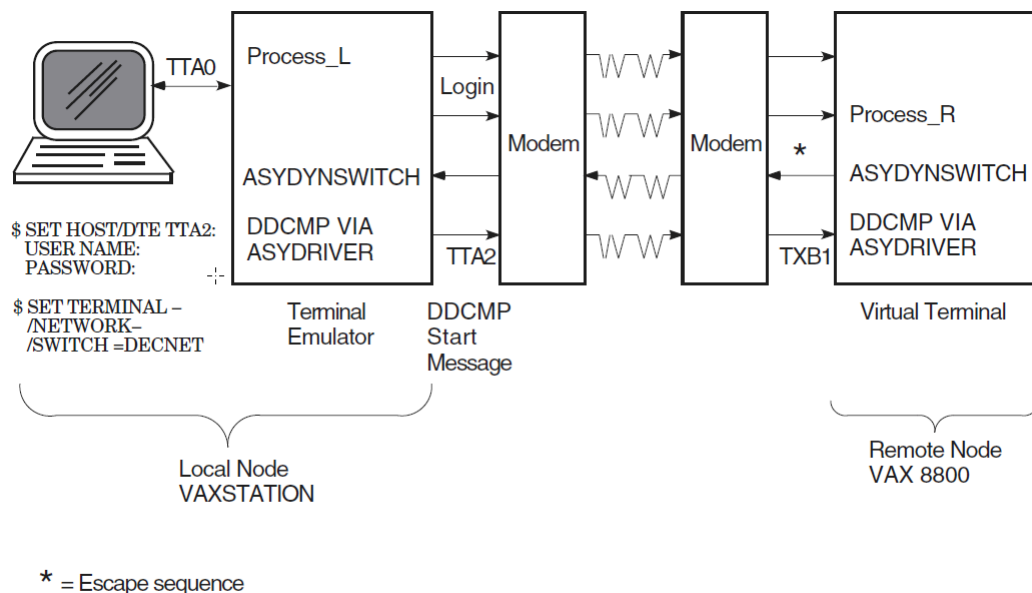 TTA0
$ SET HOST/DTE TTA2:
USER NAME:
PASSWORD:
$ SET TERMINAL –
/NETWORK–
/SWITCH =DECNET
Process_L
ASYDYNSWITCH
DDCMP VIA
ASYDRIVER
Terminal
Emulator
Login
TTA2
DDCMP
Start
Message
Modem
Modem
*
TXB1
Process_R
ASYDYNSWITCH
DDCMP VIA
ASYDRIVER
Virtual Terminal
Local Node
VAXSTATION
Remote Node
VAX 8800
* = Escape sequence